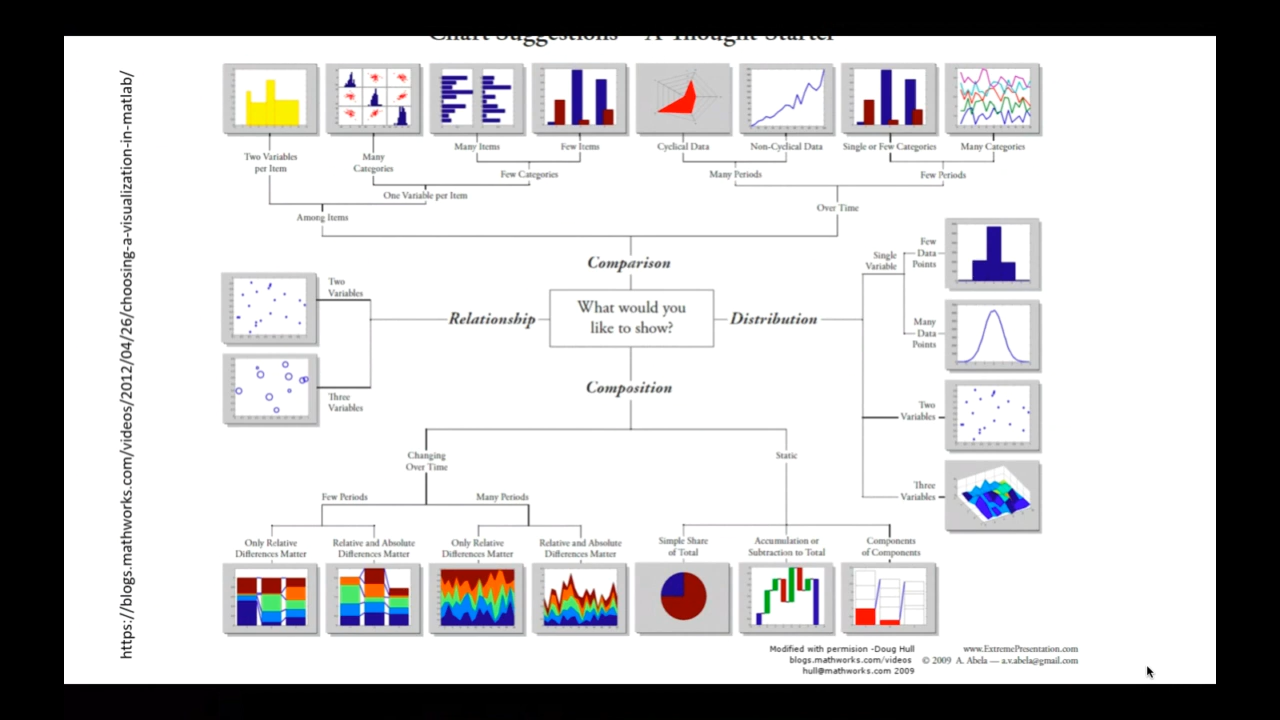 Chart Suggestions—A Thought-Starter
https://blogs.mathworks.com/videos/2012/04/26/choosing-a-visualization-in-matlab/
Two Variables
per Item
Many
Categories
Many Items
Few Items
Cyclical Data
Non-Cyclical Data
Single or Few Categories
Many Categories
Few Categories
Many Periods
Few Periods
One Variable per Item
Among Items
Over Time
Comparison
What would you
like to show?
Relationship
Two
Variables
Three
Variables
Distribution
Single
Variable
Few
Data
Points
Many
Data
Points
Two
Variables
Three
Variables
Composition
Changing
Over Time
Static
Few Periods
Many Periods
Only Relative
Differences Matter
Relative and Absolute
Differences Matter
Only Relative
Differences Matter
Relative and Absolute
Differences Matter
Simple Share
of Total
Accumulation or
Subtraction to Total
Components
of Components
Modified with permision -Doug Hull
blogs.mathworks.com/videos
hull@mathworks.com 2009
www.ExtremePresentation.com
© 2009 A. Abela — a.v.abela@gmail.com